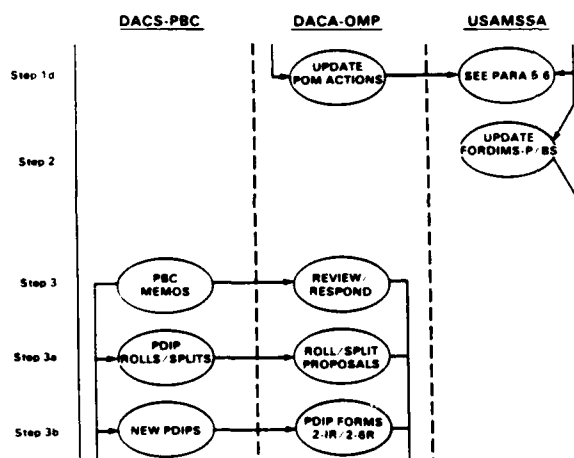 DACS-PBC DACA-OMP USAMSSA
Step 1d
UPDATE
POM ACTIONS
SEE PARA 5-6
Step 2
UPDATE
FORDIMS-P/BS
Step 3
PBC
MEMOS
REVIEW/
RESPOND
Step 3a
PDIP
ROLLS/SPLITS
ROLL/SPLIT
PROPOSALS
Step 3b
NEW PDIPS
PDIP FORMS
2-IR/2-6R